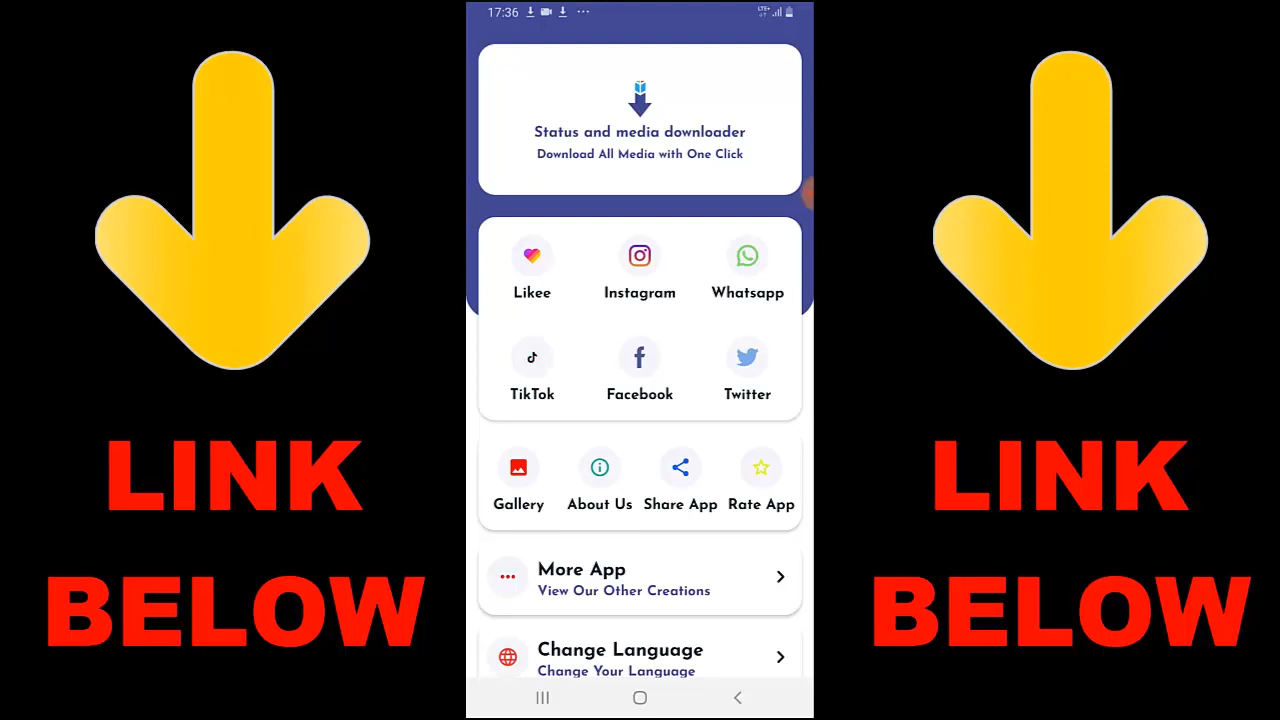 17:36
LTE+
Status and media downloader
Download All Media with One Click
Likee
Instagram
Whatsapp
TikTok
Facebook
Twitter
Gallery
About Us
Share App
Rate App
More App
View Our Other Creations
Change Language
Change Your Language
LINK
BELOW
LINK
BELOW